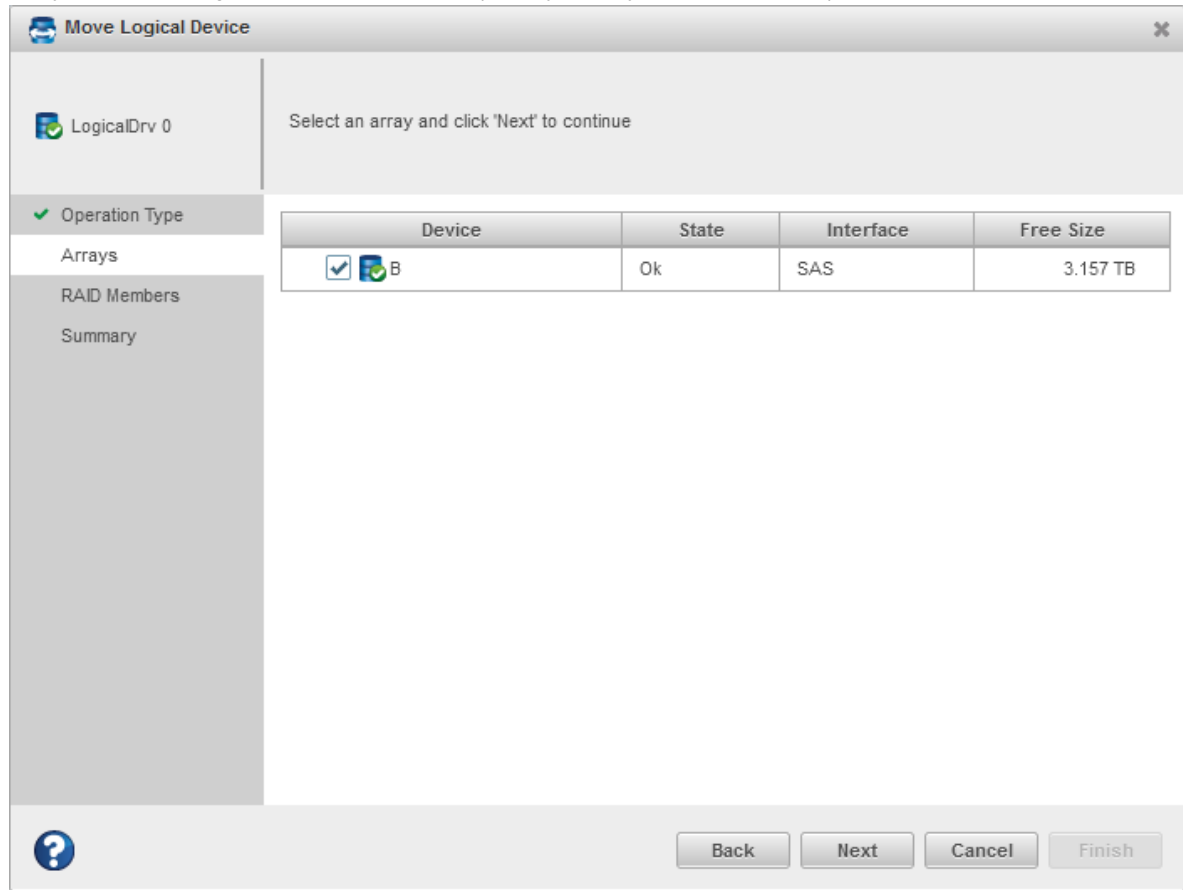 Move Logical Device
LogicalDrv 0
Select an array and click 'Next' to continue
Operation Type
Arrays
RAID Members
Summary
Device State Interface Free Size
B Ok SAS 3.157 TB
? Back Next Cancel Finish